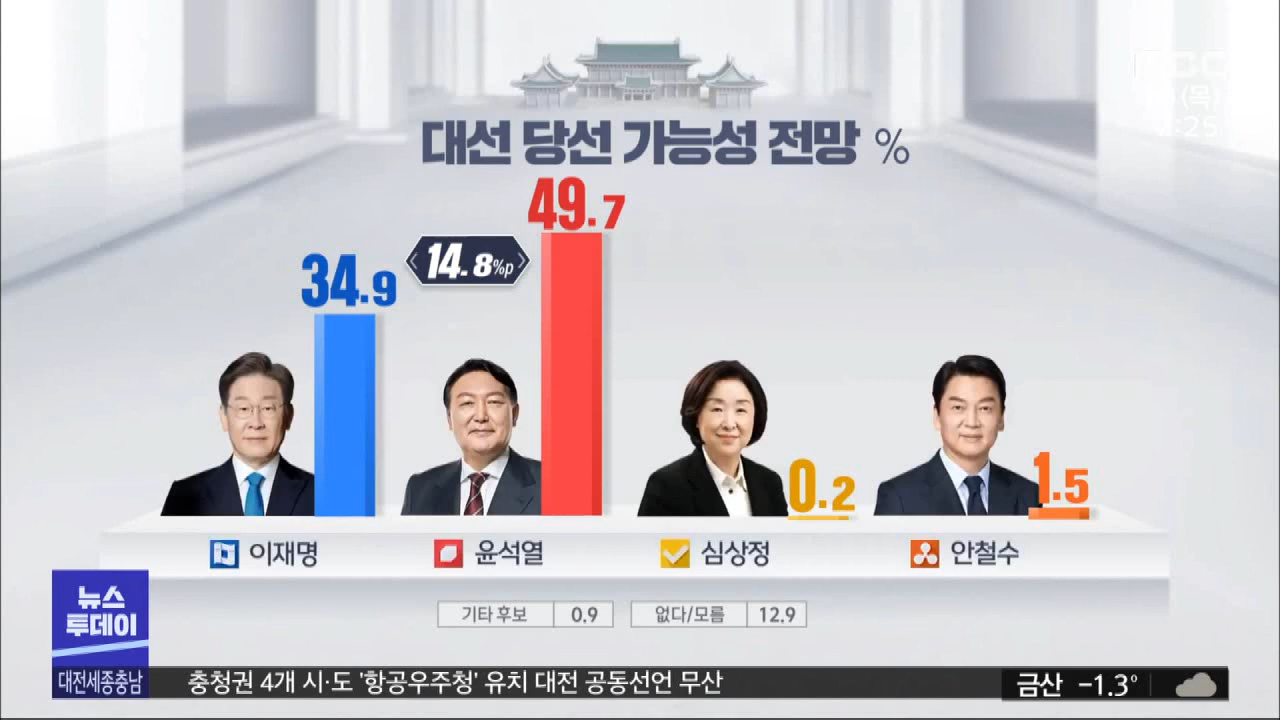 대선 당선 가능성 전망 %
34.9
14.8%p
49.7
0.2
1.5
이재명
윤석열
심상정
안철수
기타 후보 0.9
없다/모름 12.9
뉴스
투데이
대전세종충남
충청권 4개 시·도 '항공우주청' 유치 대전 공동선언 무산
금산 -1.3°
MBC
(목)